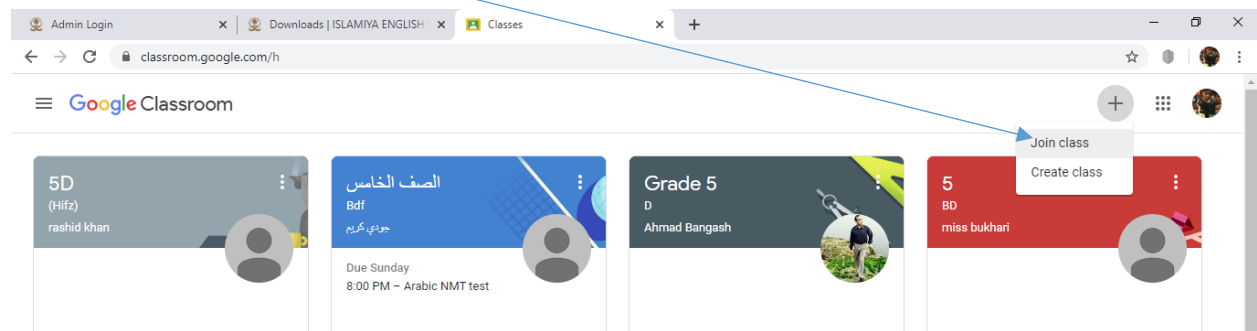 Admin Login
Downloads | ISLAMIYA ENGLISH
Classes
classroom.google.com/h
Google Classroom
Join class
Create class
5D
(Hifz)
rashid khan
الصف الخامس
Bdf
جودي كريم
Due Sunday
8:00 PM – Arabic NMT test
Grade 5
D
Ahmad Bangash
5
BD
miss bukhari